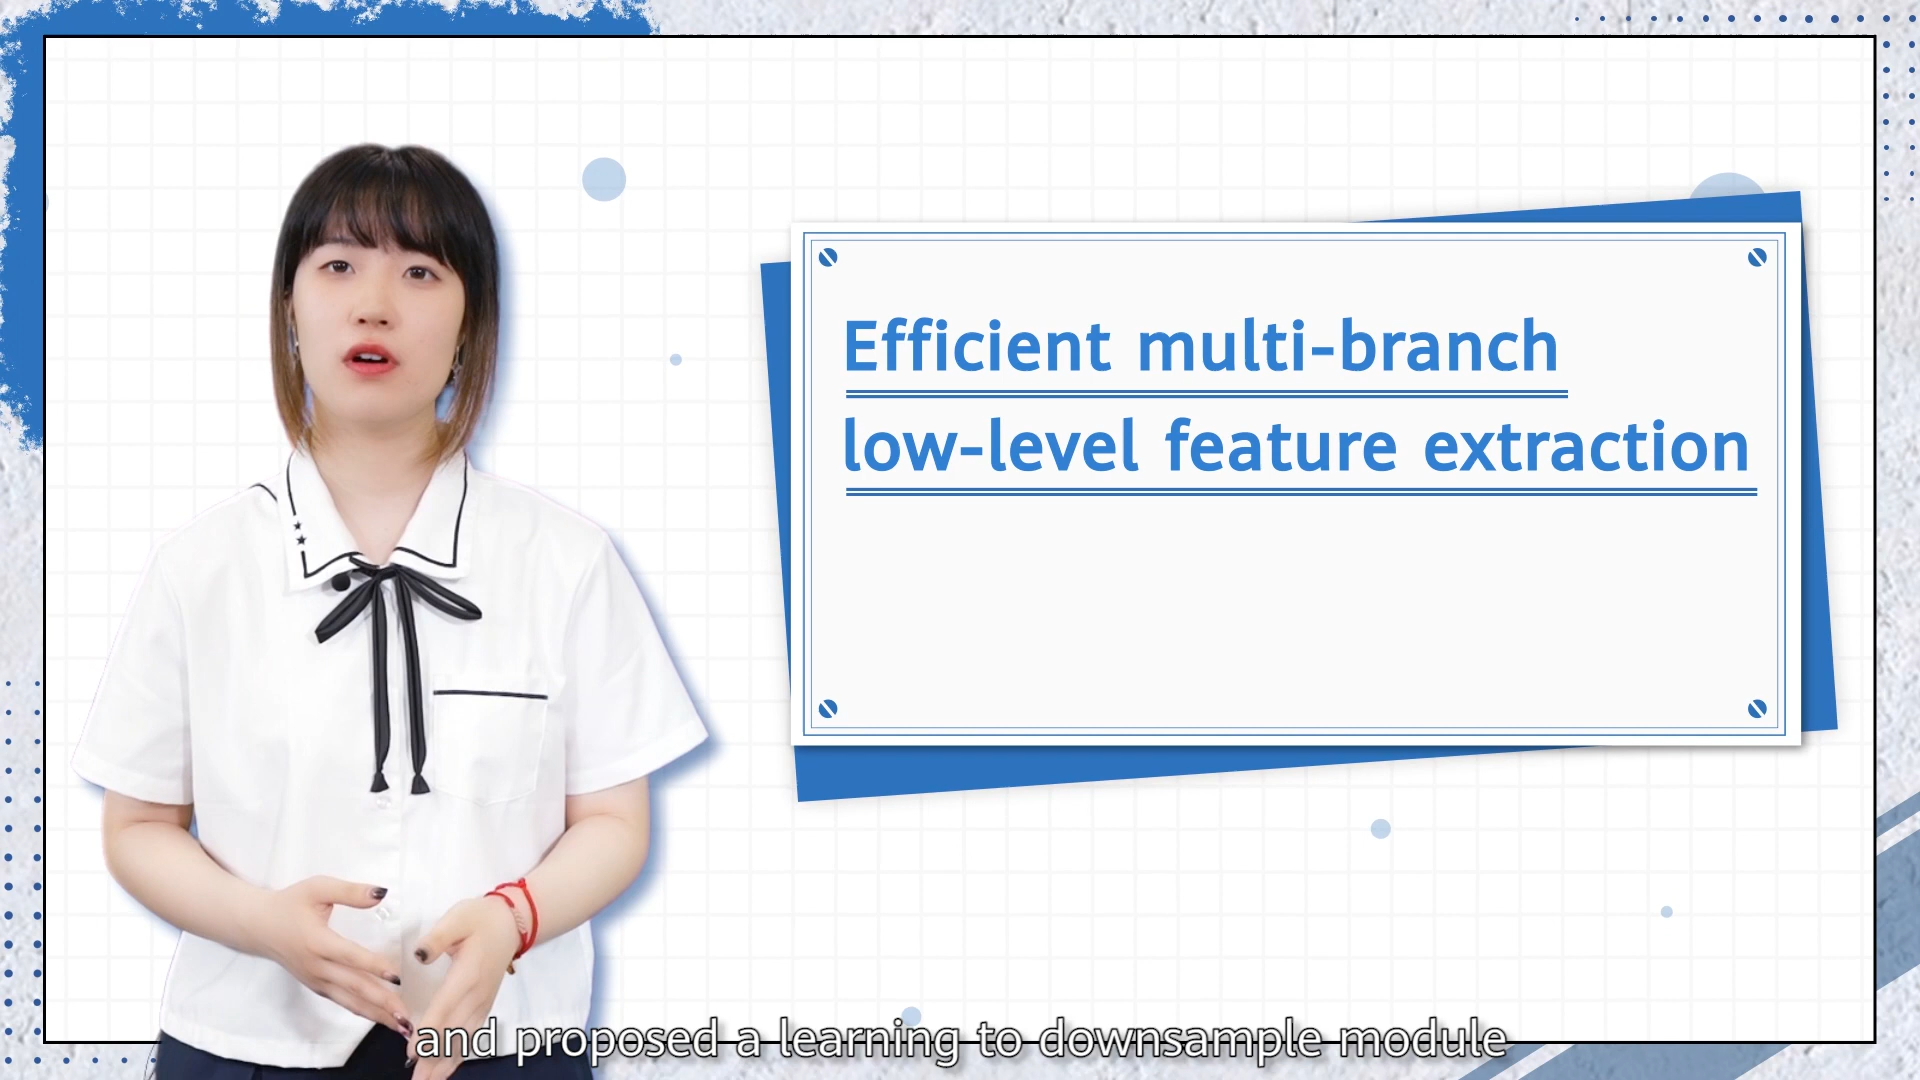 Efficient multi-branch
low-level feature extraction
and proposed a learning to downsample module